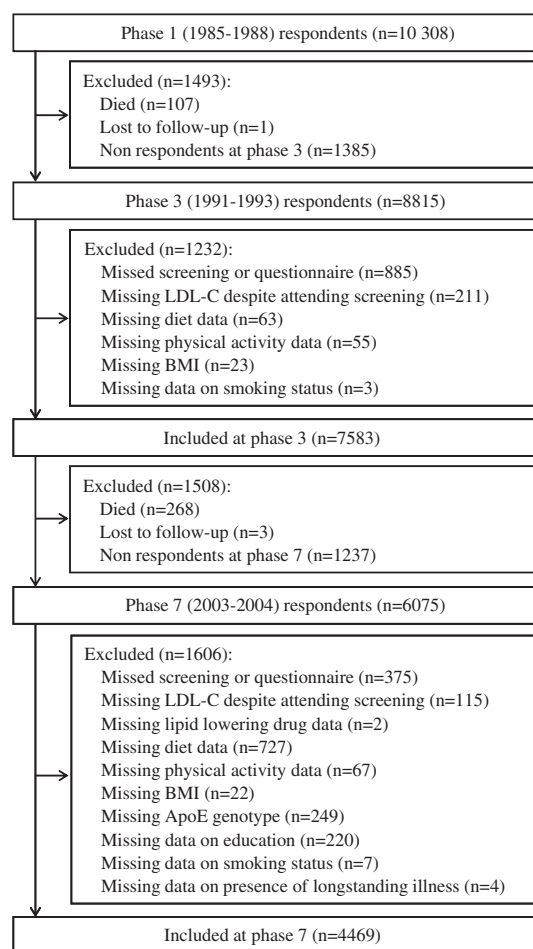 Phase 1 (1985-1988) respondents (n=10 308)
Excluded (n=1493):
Died (n=107)
Lost to follow-up (n=1)
Non respondents at phase 3 (n=1385)
Phase 3 (1991-1993) respondents (n=8815)
Excluded (n=1232):
Missed screening or questionnaire (n=885)
Missing LDL-C despite attending screening (n=211)
Missing diet data (n=63)
Missing physical activity data (n=55)
Missing BMI (n=23)
Missing data on smoking status (n=3)
Included at phase 3 (n=7583)
Excluded (n=1508):
Died (n=268)
Lost to follow-up (n=3)
Non respondents at phase 7 (n=1237)
Phase 7 (2003-2004) respondents (n=6075)
Excluded (n=1606):
Missed screening or questionnaire (n=375)
Missing LDL-C despite attending screening (n=115)
Missing lipid lowering drug data (n=2)
Missing diet data (n=727)
Missing physical activity data (n=67)
Missing BMI (n=22)
Missing ApoE genotype (n=249)
Missing data on education (n=220)
Missing data on smoking status (n=7)
Missing data on presence of longstanding illness (n=4)
Included at phase 7 (n=4469)